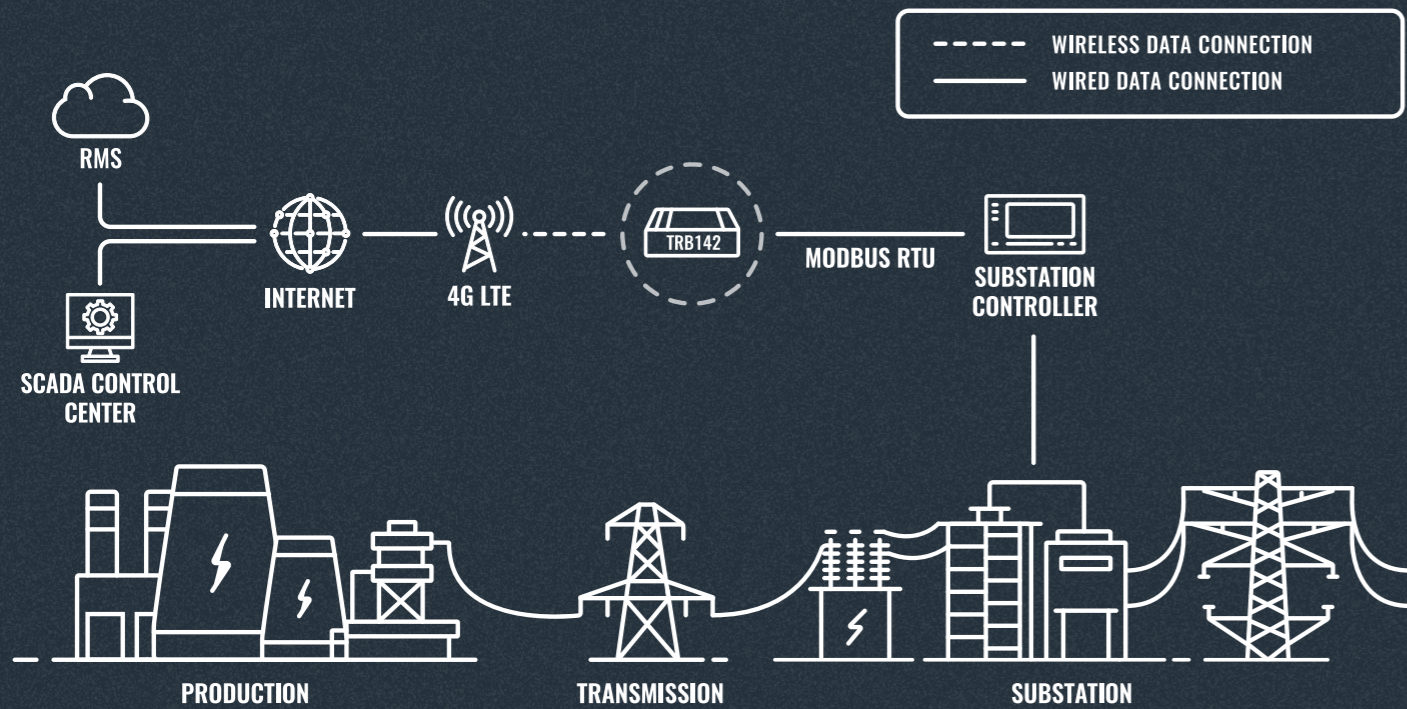 WIRELESS DATA CONNECTION
WIRED DATA CONNECTION
RMS
TRB142
MODBUS RTU
INTERNET
4G LTE
SUBSTATION
CONTROLLER
SCADA CONTROL
CENTER
PRODUCTION
TRANSMISSION
SUBSTATION